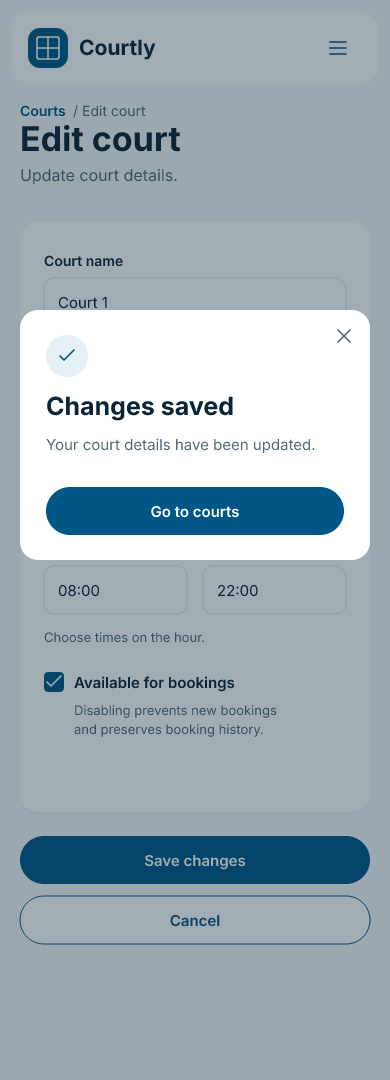 Courtly
Courts / Edit court
Edit court
Update court details.
Court name
Court 1
Changes saved
Your court details have been updated.
Go to courts
08:00 22:00
Choose times on the hour.
Available for bookings
Disabling prevents new bookings
and preserves booking history.
Save changes
Cancel